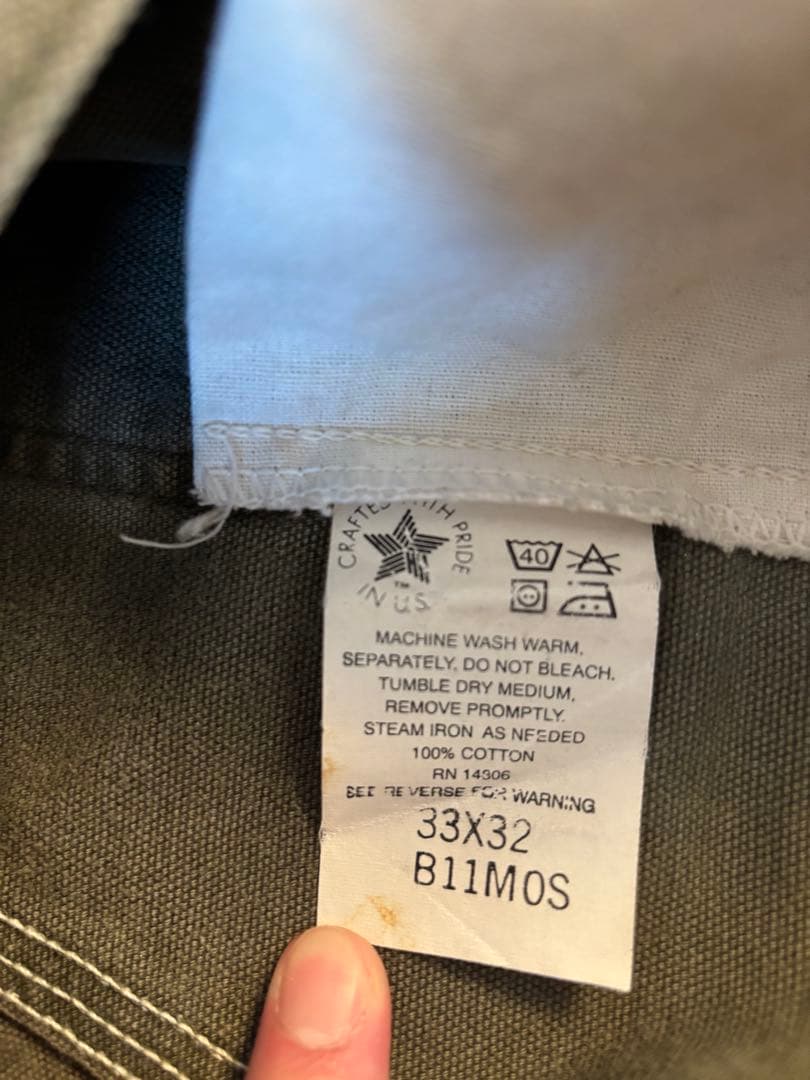 CRAFTED WITH PRIDE
™
IN U.S.
40
MACHINE WASH WARM,
SEPARATELY, DO NOT BLEACH.
TUMBLE DRY MEDIUM,
REMOVE PROMPTLY.
STEAM IRON AS NEEDED
100% COTTON
RN 14806
SEE REVERSE FOR WARNING
33X32
B11MOS